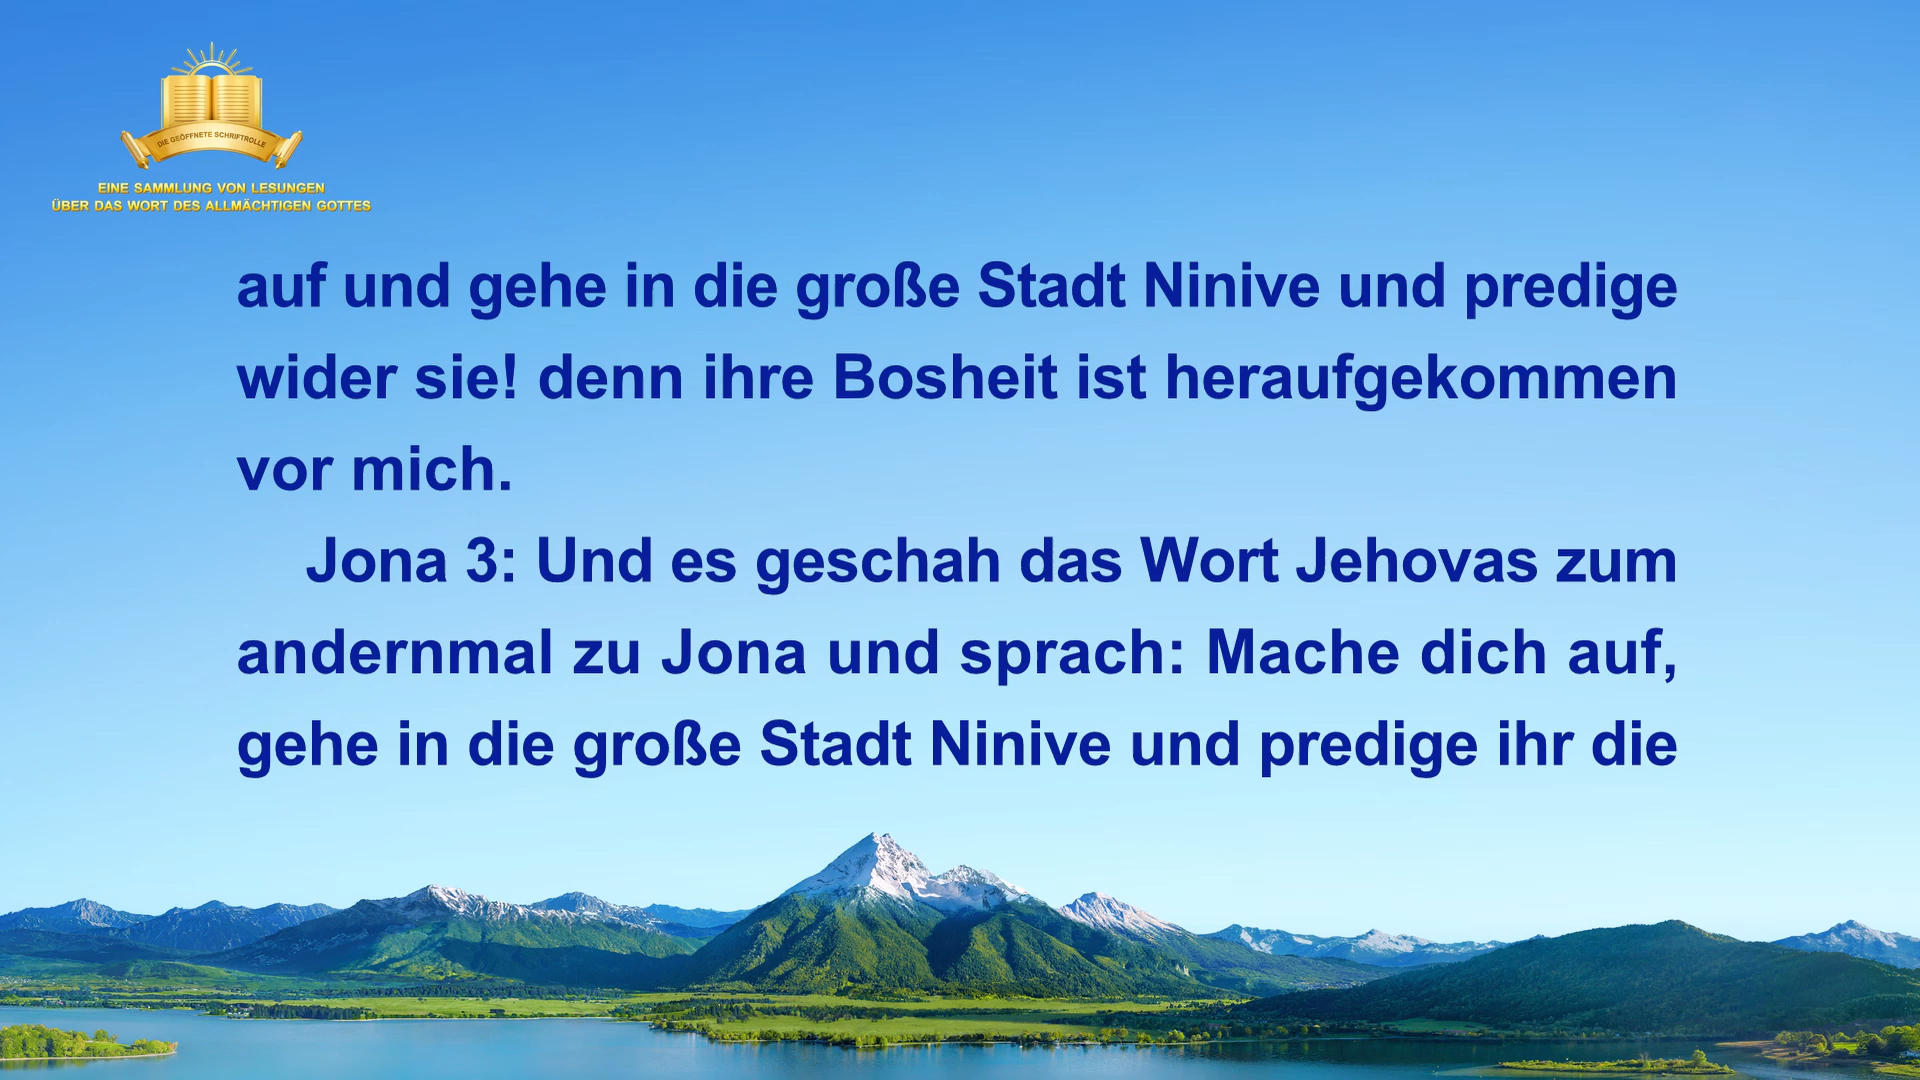 DIE GEÖFFNETE SCHRIFTROLLE
EINE SAMMLUNG VON LESUNGEN
ÜBER DAS WORT DES ALLMÄCHTIGEN GOTTES
auf und gehe in die große Stadt Ninive und predige
wider sie! denn ihre Bosheit ist heraufgekommen
vor mich.
Jona 3: Und es geschah das Wort Jehovas zum
andernmal zu Jona und sprach: Mache dich auf,
gehe in die große Stadt Ninive und predige ihr die